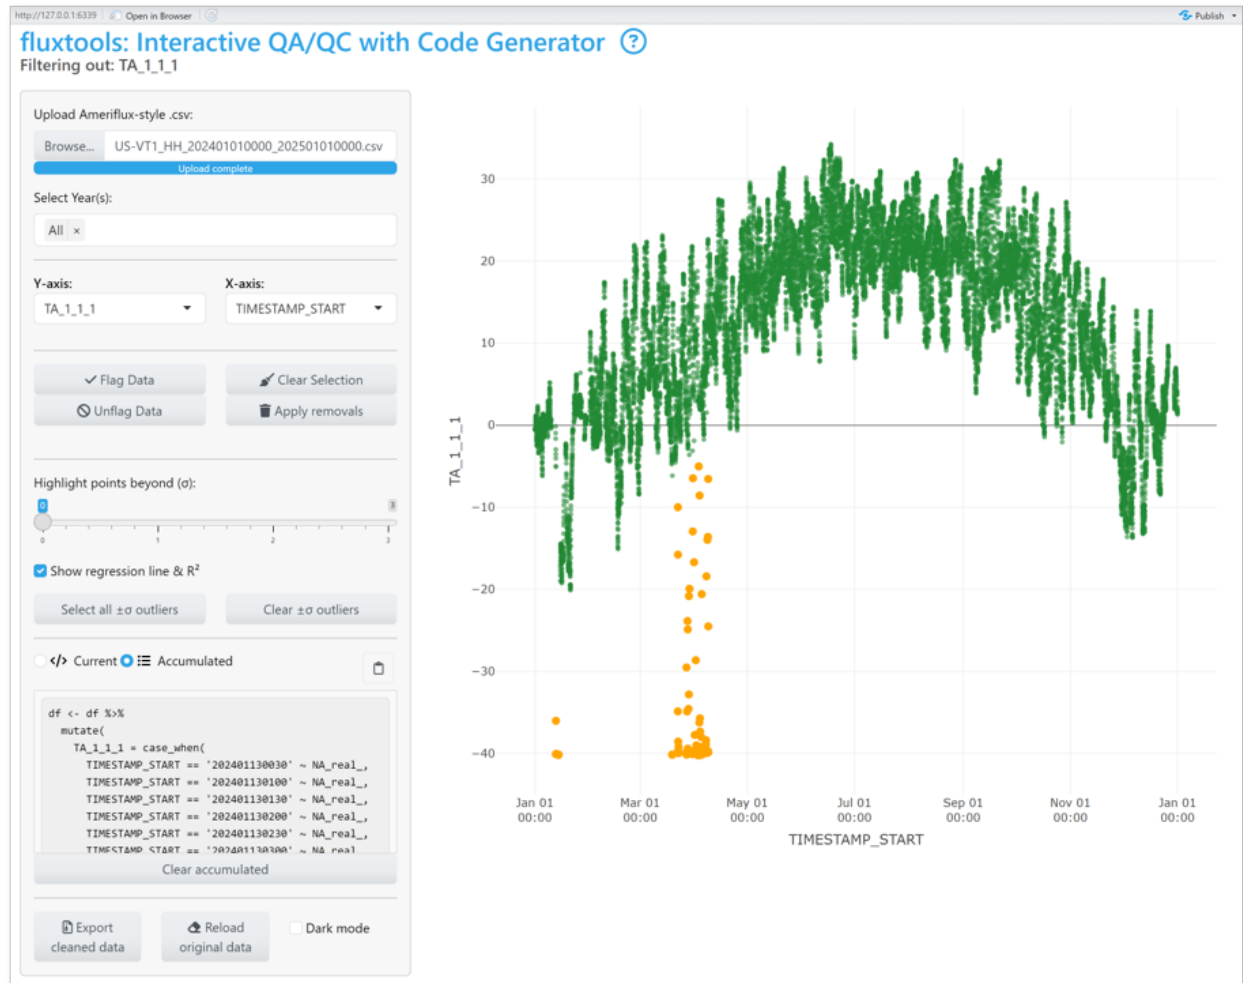 http://127.0.0.1:6339 Open in Browser Publish
fluxtools: Interactive QA/QC with Code Generator ?
Filtering out: TA_1_1_1
Upload Ameriflux-style .csv:
Browse... US-VT1_HH_202401010000_202501010000.csv
Upload complete
Select Year(s):
All ×
Y-axis: X-axis:
TA_1_1_1 TIMESTAMP_START
Flag Data Clear Selection
Unflag Data Apply removals
Highlight points beyond (σ):
0 3
0 1 2 3
Show regression line & R²
Select all ±σ outliers Clear ±σ outliers
</> Current Accumulated
df <- df %>%
mutate(
TA_1_1_1 = case_when(
TIMESTAMP_START == '202401130030' ~ NA_real_,
TIMESTAMP_START == '202401130100' ~ NA_real_,
TIMESTAMP_START == '202401130130' ~ NA_real_,
TIMESTAMP_START == '202401130200' ~ NA_real_,
TIMESTAMP_START == '202401130230' ~ NA_real_,
TIMESTAMP_START == '202401130300' ~ NA_real_
Clear accumulated
Export cleaned data
Reload original data
Dark mode
30
20
10
0
−10
−20
−30
−40
TA_1_1_1
Jan 01 Mar 01 May 01 Jul 01 Sep 01 Nov 01 Jan 01
00:00 00:00 00:00 00:00 00:00 00:00 00:00
TIMESTAMP_START